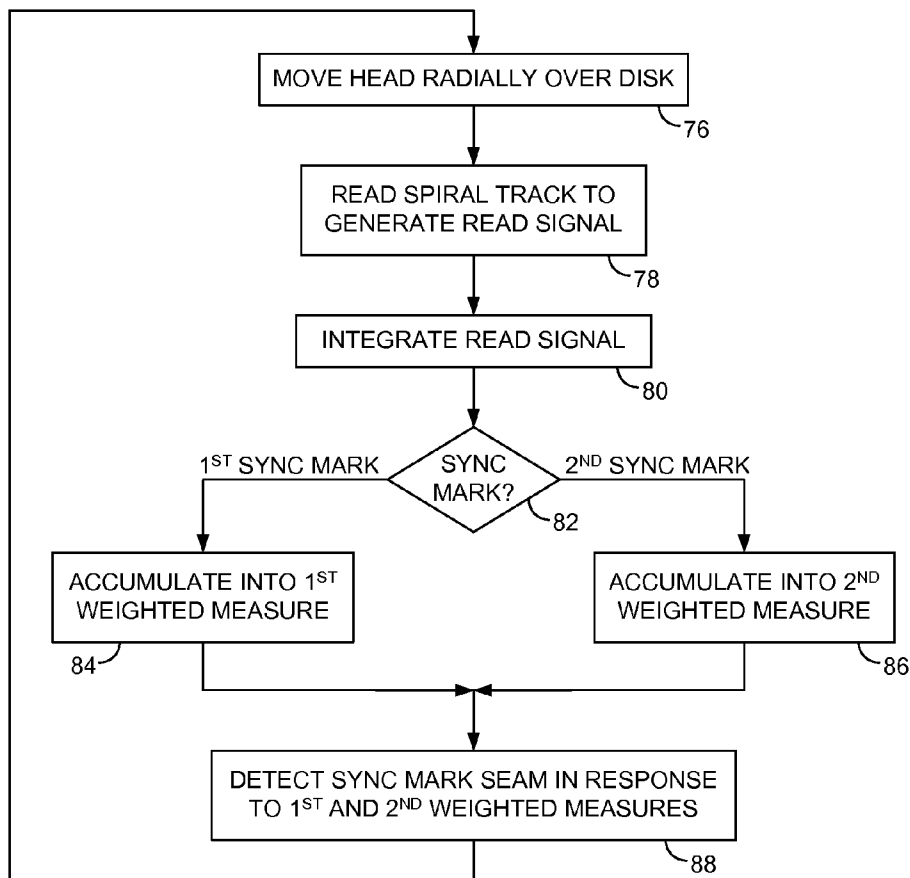 MOVE HEAD RADIALLY OVER DISK
76
READ SPIRAL TRACK TO
GENERATE READ SIGNAL
78
INTEGRATE READ SIGNAL
80
1ST SYNC MARK
SYNC
MARK?
2ND SYNC MARK
82
ACCUMULATE INTO 1ST
WEIGHTED MEASURE
84
ACCUMULATE INTO 2ND
WEIGHTED MEASURE
86
DETECT SYNC MARK SEAM IN RESPONSE
TO 1ST AND 2ND WEIGHTED MEASURES
88